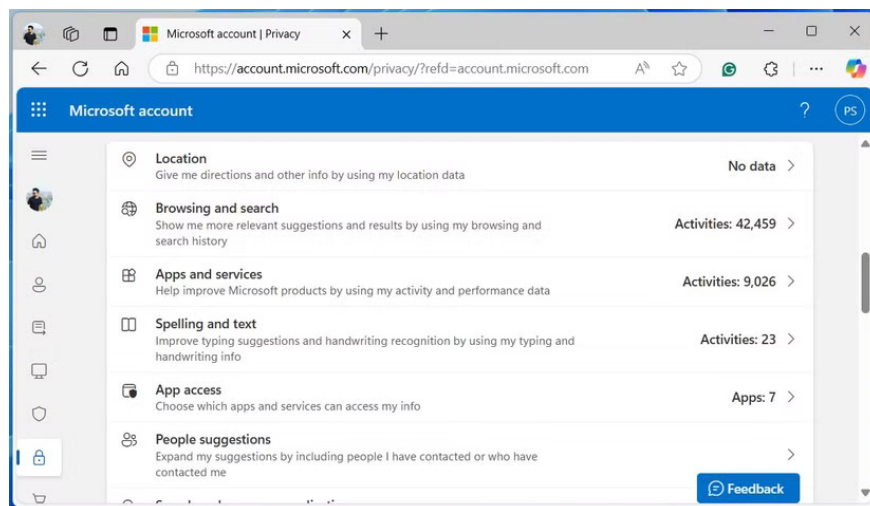 Microsoft account | Privacy
https://account.microsoft.com/privacy/?refd=account.microsoft.com
Microsoft account
?
PS
Location
Give me directions and other info by using my location data
No data
Browsing and search
Show me more relevant suggestions and results by using my browsing and
search history
Activities: 42,459
Apps and services
Help improve Microsoft products by using my activity and performance data
Activities: 9,026
Spelling and text
Improve typing suggestions and handwriting recognition by using my typing and
handwriting info
Activities: 23
App access
Choose which apps and services can access my info
Apps: 7
People suggestions
Expand my suggestions by including people I have contacted or who have
contacted me
Feedback